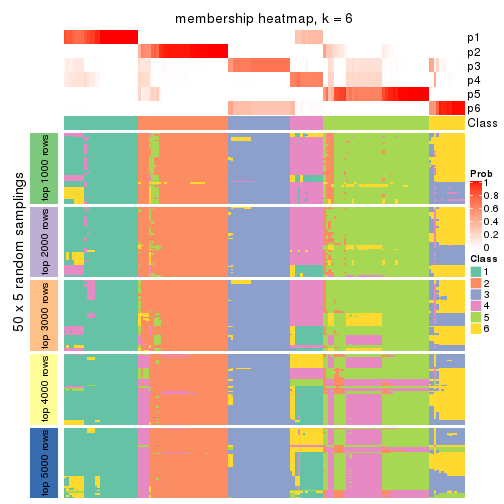 membership heatmap, k = 6
p1
p2
p3
p4
p5
p6
Class
50 x 5 random samplings
top 1000 rows
top 2000 rows
top 3000 rows
top 4000 rows
top 5000 rows
Prob
1
0.8
0.6
0.4
0.2
0
Class
1
2
3
4
5
6